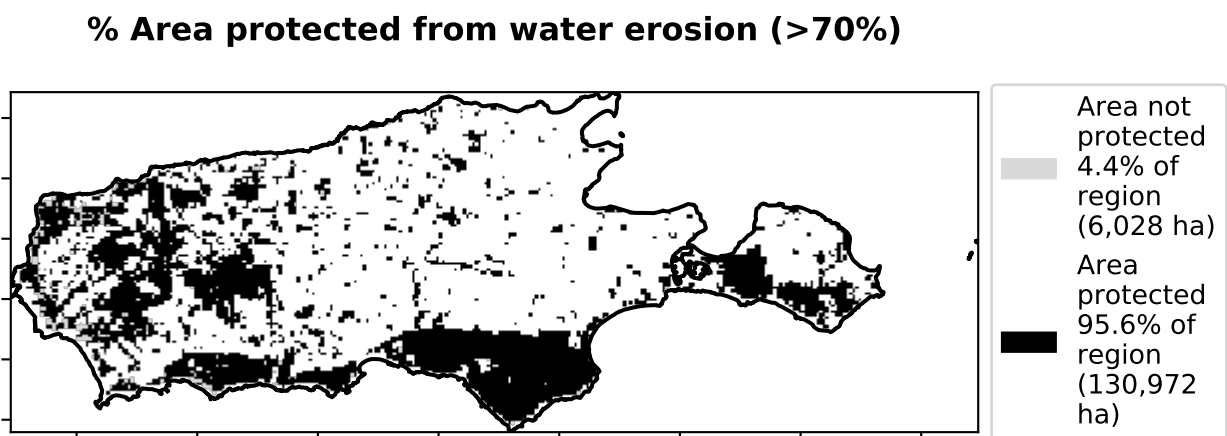 % Area protected from water erosion (>70%)
Area not
protected
4.4% of
region
(6,028 ha)
Area
protected
95.6% of
region
(130,972
ha)